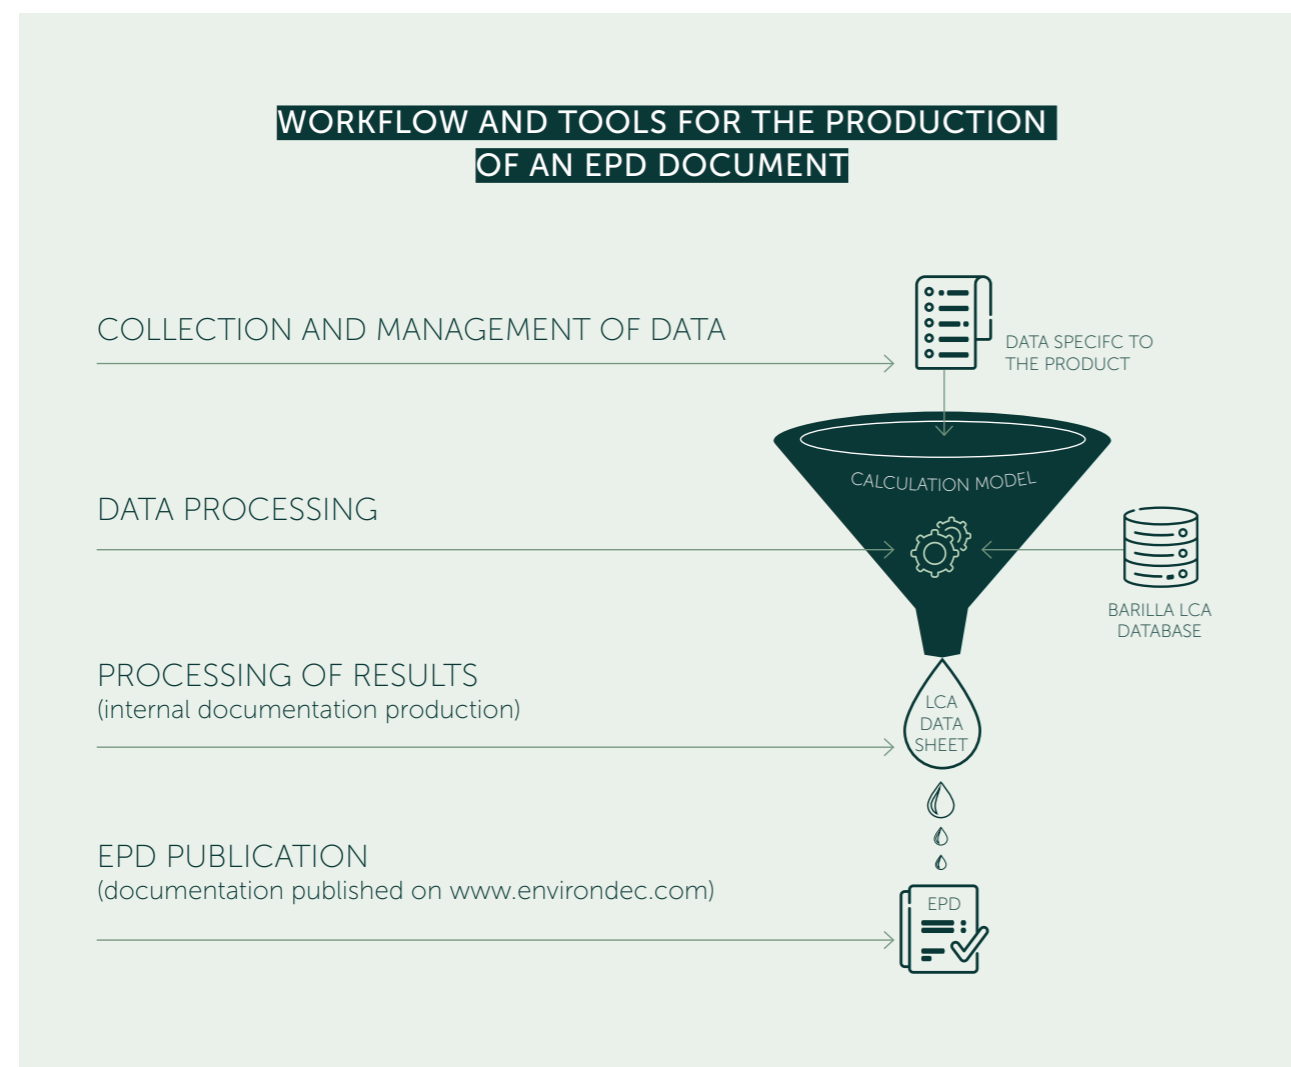 WORKFLOW AND TOOLS FOR THE PRODUCTION
OF AN EPD DOCUMENT
COLLECTION AND MANAGEMENT OF DATA
DATA SPECIFC TO
THE PRODUCT
CALCULATION MODEL
DATA PROCESSING
BARILLA LCA
DATABASE
PROCESSING OF RESULTS
(internal documentation production)
LCA
DATA
SHEET
EPD PUBLICATION
(documentation published on www.environdec.com)
EPD